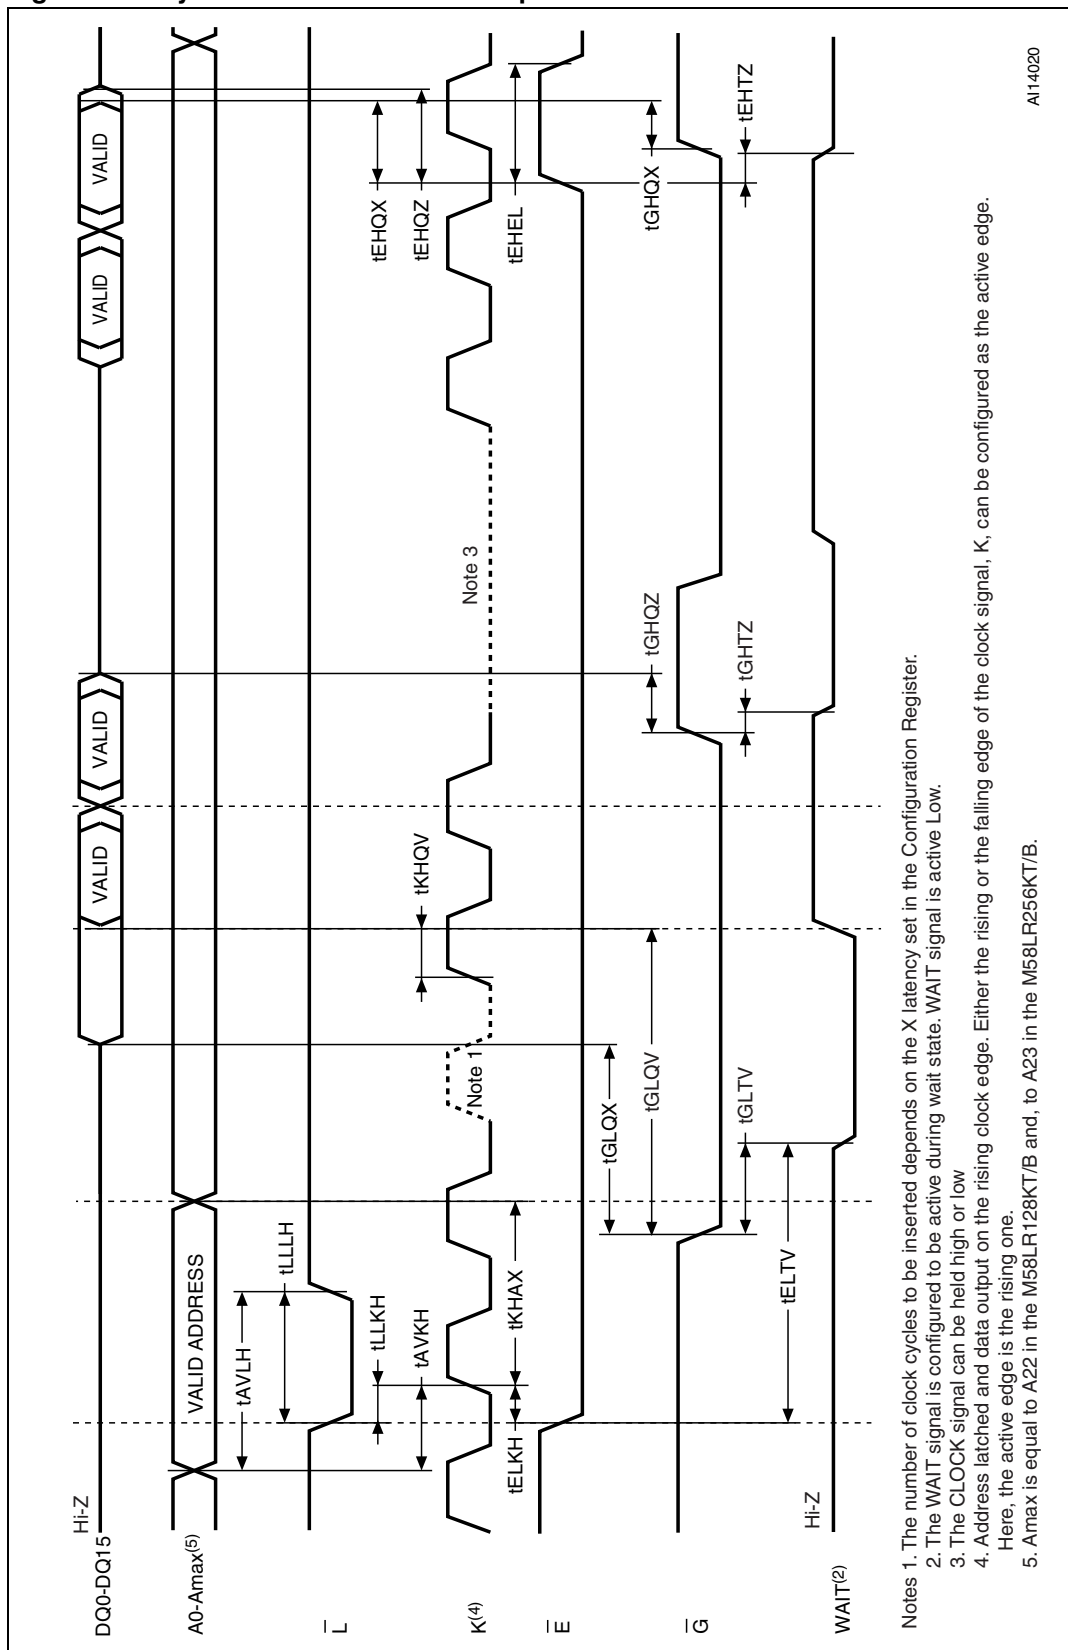 DQ0-DQ15
Hi-Z
VALID
VALID
VALID
VALID
A0-Amax(5)
VALID ADDRESS
tAVLH
tLLLH
L
tLLKH
tAVKH
tKHQV
tEHQX
tEHQZ
K(4)
Note 1
Note 3
tELKH
tKHAX
tEHEL
E
tGLQX
tGLQV
tGHQZ
tGHQX
G
tGLTV
tGHTZ
tEHTZ
tELTV
Hi-Z
WAIT(2)
Notes 1. The number of clock cycles to be inserted depends on the X latency set in the Configuration Register.
2. The WAIT signal is configured to be active during wait state. WAIT signal is active Low.
3. The CLOCK signal can be held high or low
4. Address latched and data output on the rising clock edge. Either the rising or the falling edge of the clock signal, K, can be configured as the active edge.
Here, the active edge is the rising one.
5. Amax is equal to A22 in the M58LR128KT/B and, to A23 in the M58LR256KT/B.
AI14020